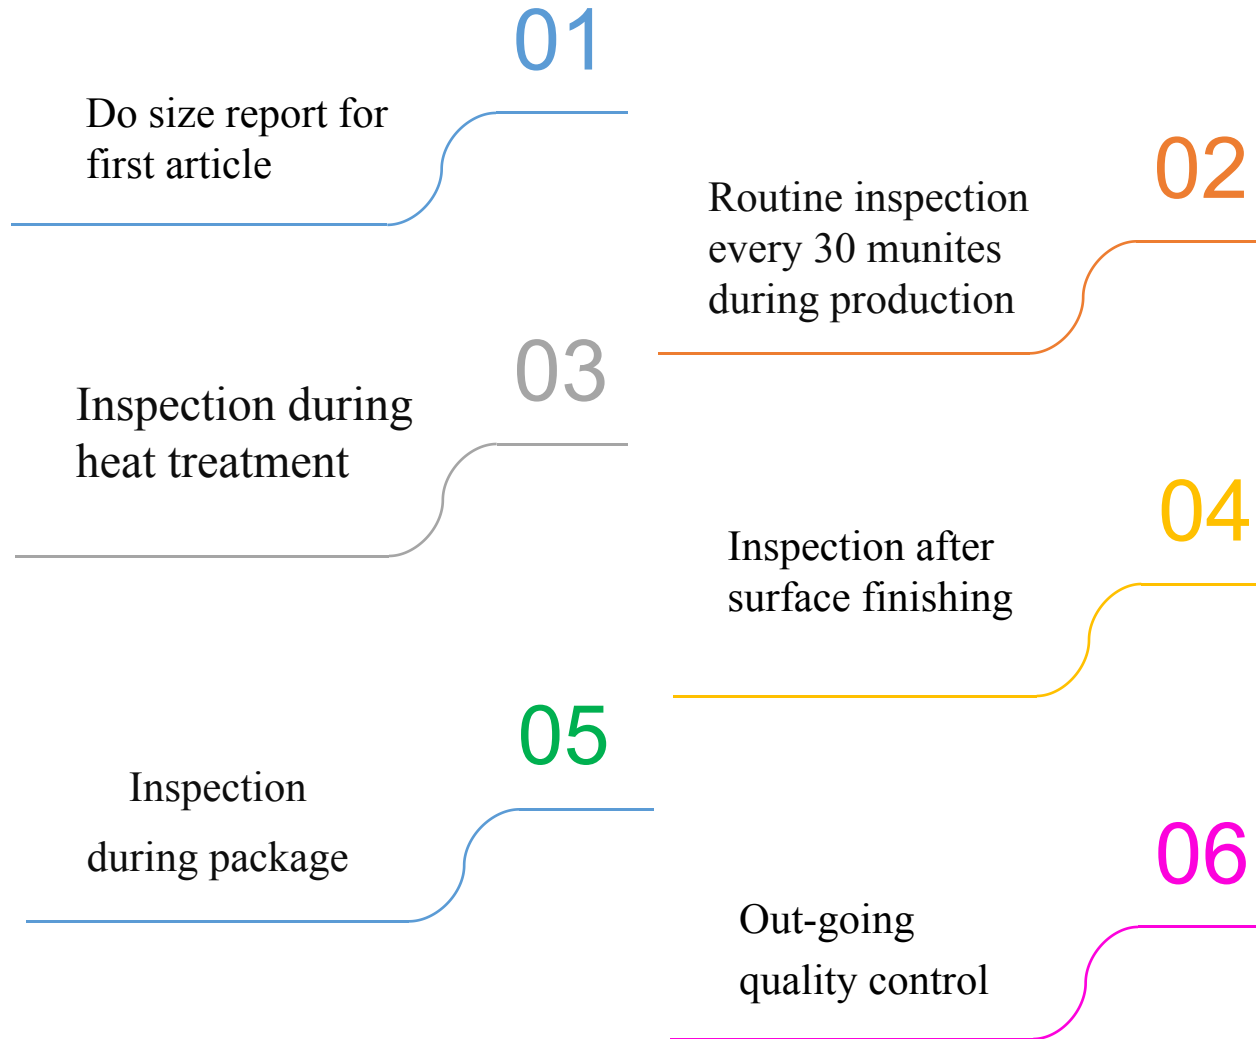 01
Do size report for
first article
02
Routine inspection
every 30 munites
during production
03
Inspection during
heat treatment
04
Inspection after
surface finishing
05
Inspection
during package
06
Out-going
quality control